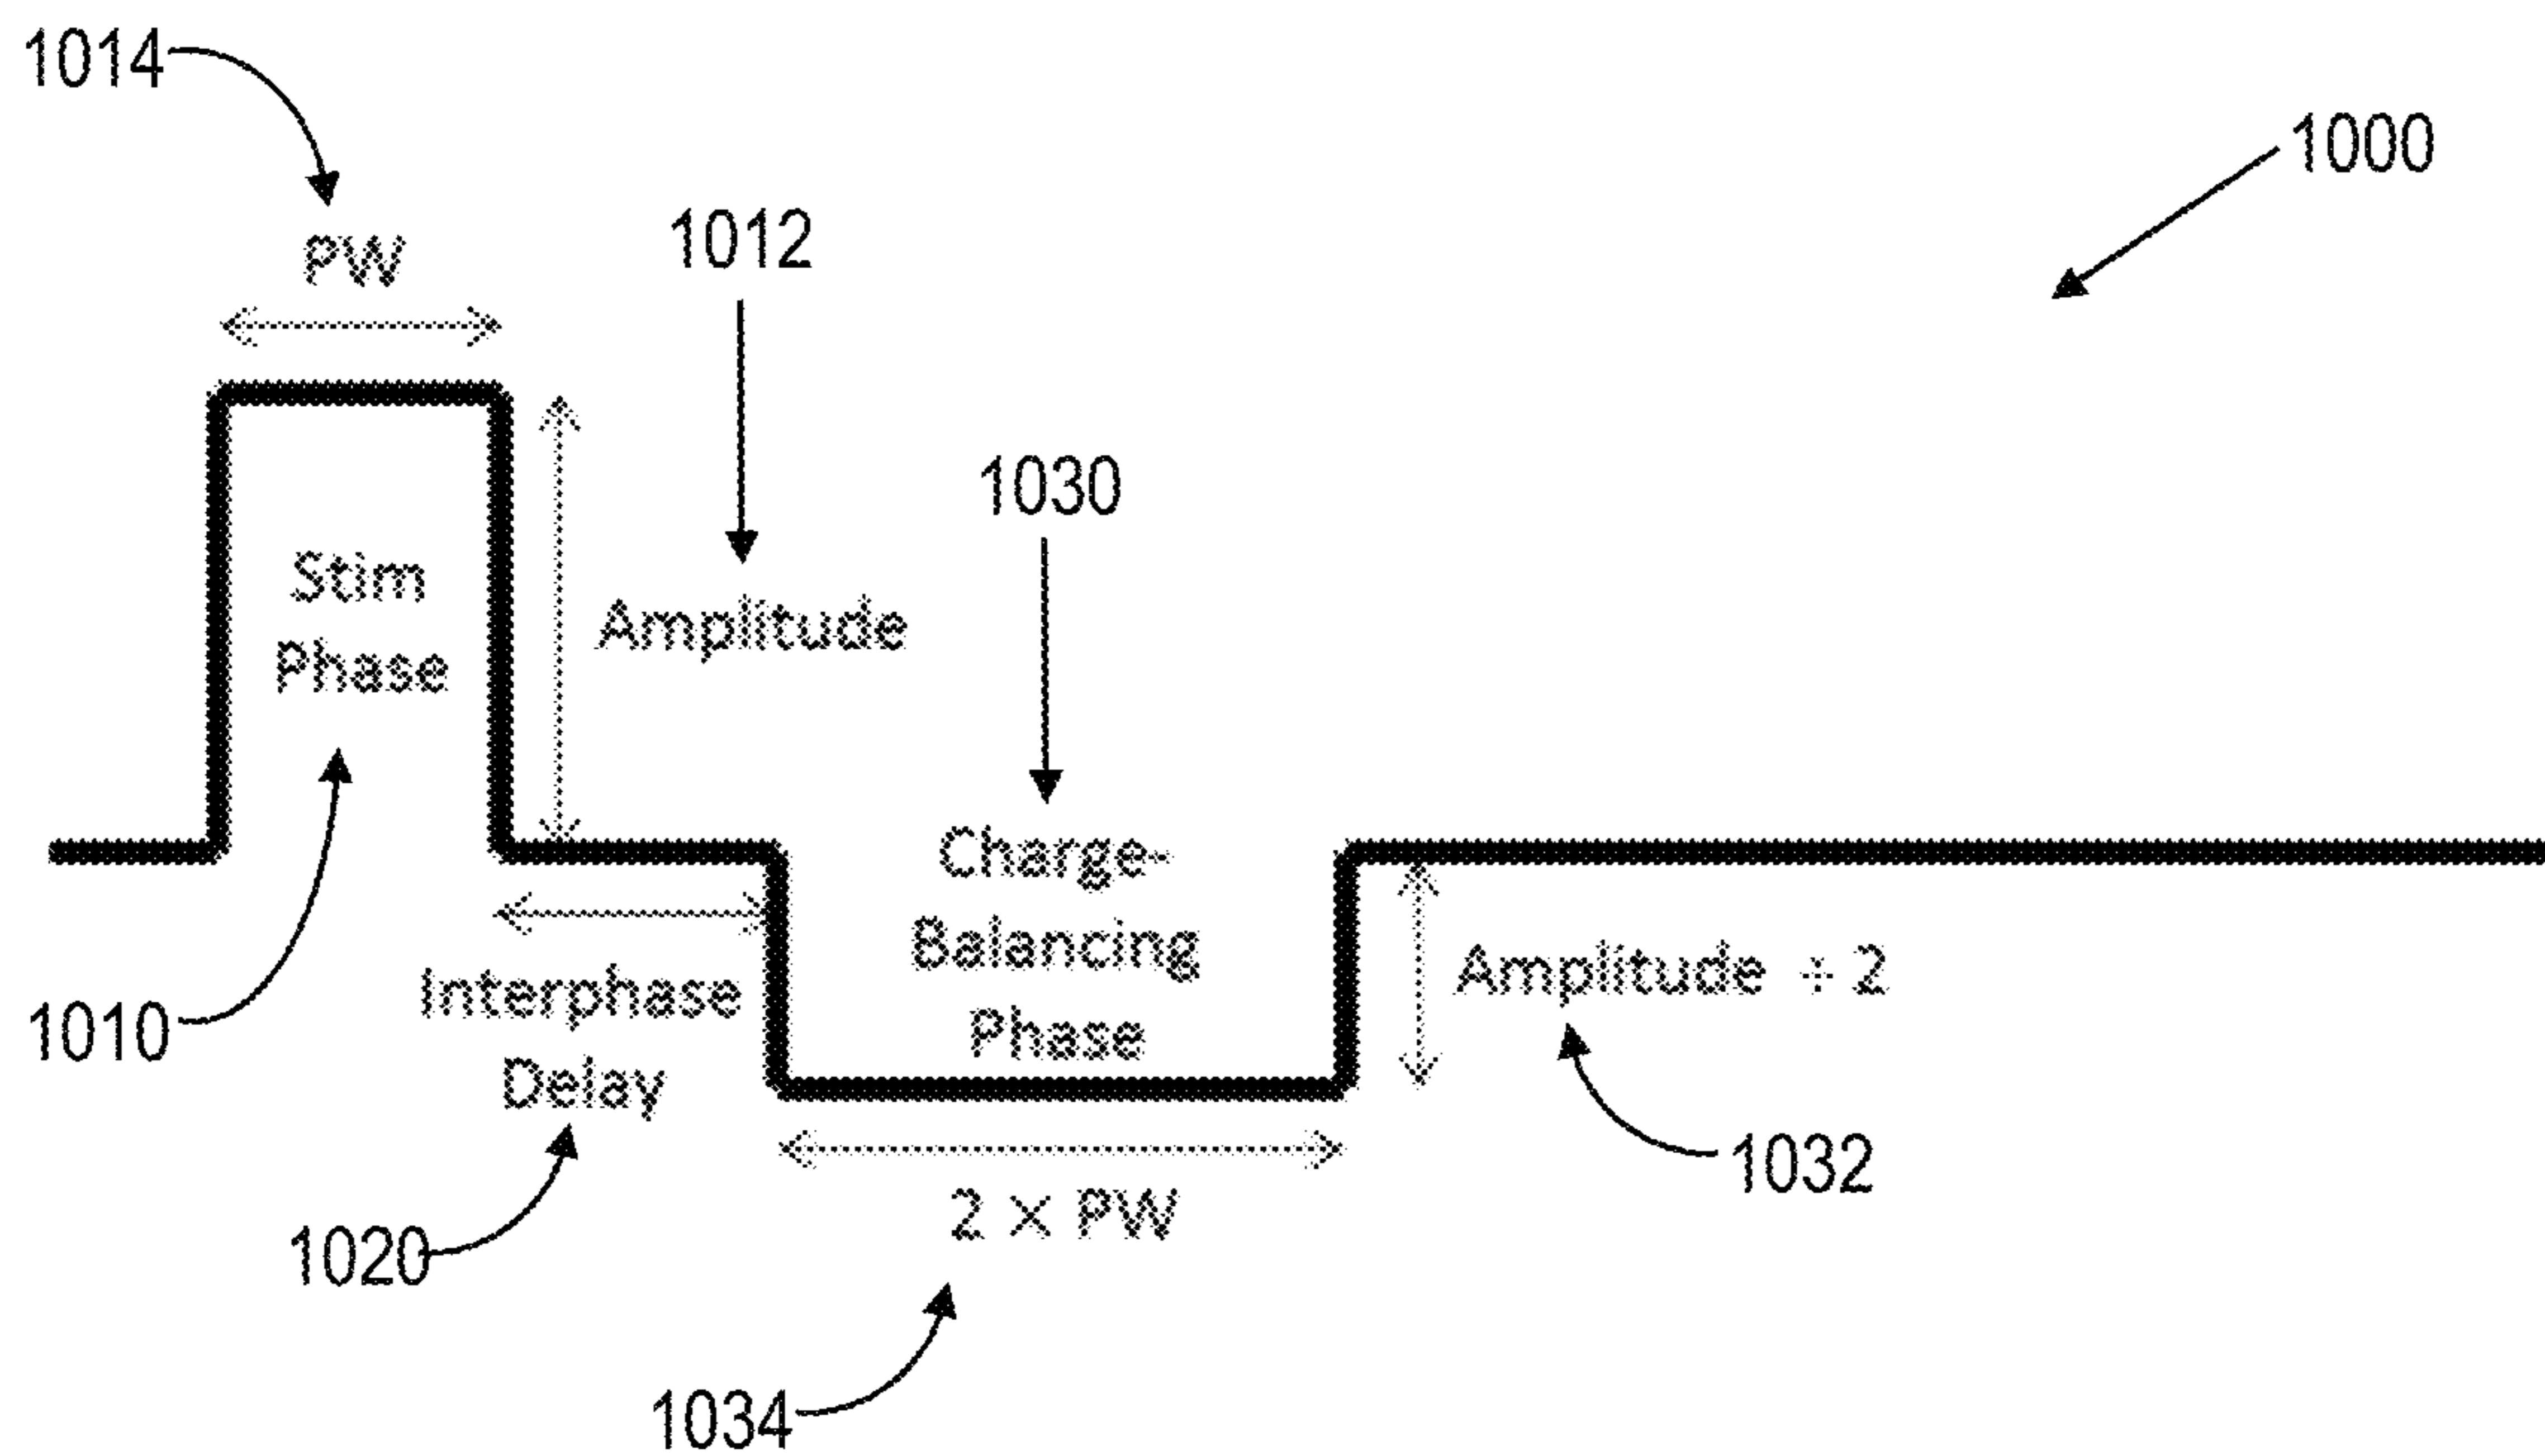 1014
1000
PW
1012
1030
Stim
Phase
Amplitude
Charge-
Balancing
Phase
Interphase
Delay
Amplitude ÷ 2
1010
1032
2 × PW
1020
1034